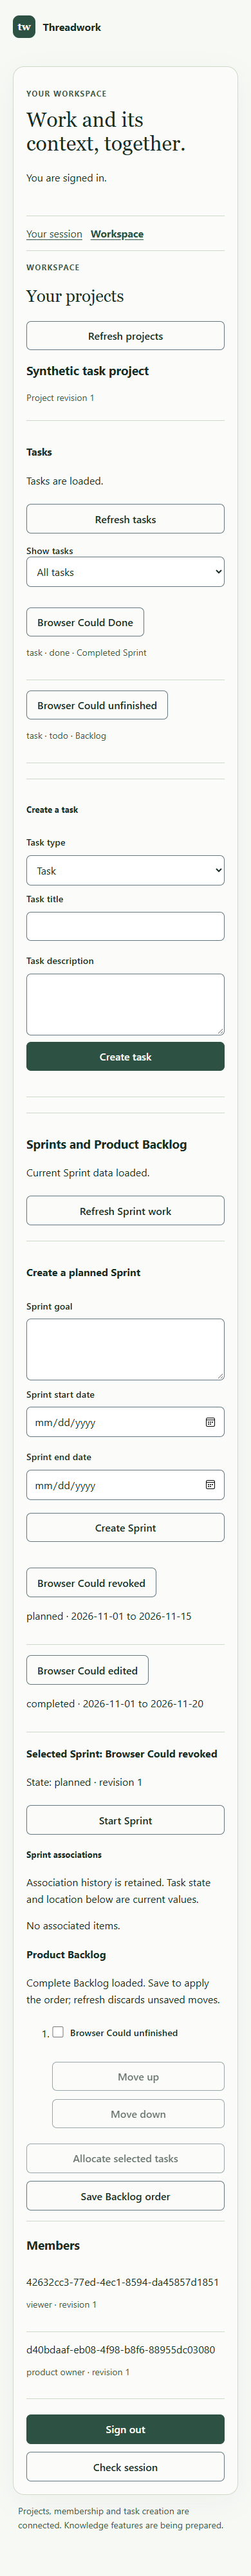 tw Threadwork
YOUR WORKSPACE
Work and its
context, together.
You are signed in.
Your session Workspace
WORKSPACE
Your projects
Refresh projects
Synthetic task project
Project revision 1
Tasks
Tasks are loaded.
Refresh tasks
Show tasks
All tasks
Browser Could Done
task · done · Completed Sprint
Browser Could unfinished
task · todo · Backlog
Create a task
Task type
Task
Task title
Task description
Create task
Sprints and Product Backlog
Current Sprint data loaded.
Refresh Sprint work
Create a planned Sprint
Sprint goal
Sprint start date
mm/dd/yyyy
Sprint end date
mm/dd/yyyy
Create Sprint
Browser Could revoked
planned · 2026-11-01 to 2026-11-15
Browser Could edited
completed · 2026-11-01 to 2026-11-20
Selected Sprint: Browser Could revoked
State: planned · revision 1
Start Sprint
Sprint associations
Association history is retained. Task state
and location below are current values.
No associated items.
Product Backlog
Complete Backlog loaded. Save to apply
the order; refresh discards unsaved moves.
1. Browser Could unfinished
Move up
Move down
Allocate selected tasks
Save Backlog order
Members
42632cc3-77ed-4ec1-8594-da45857d1851
viewer · revision 1
d40bdaaf-eb08-4f98-b8f6-88955dc03080
product owner · revision 1
Sign out
Check session
Projects, membership and task creation are
connected. Knowledge features are being prepared.